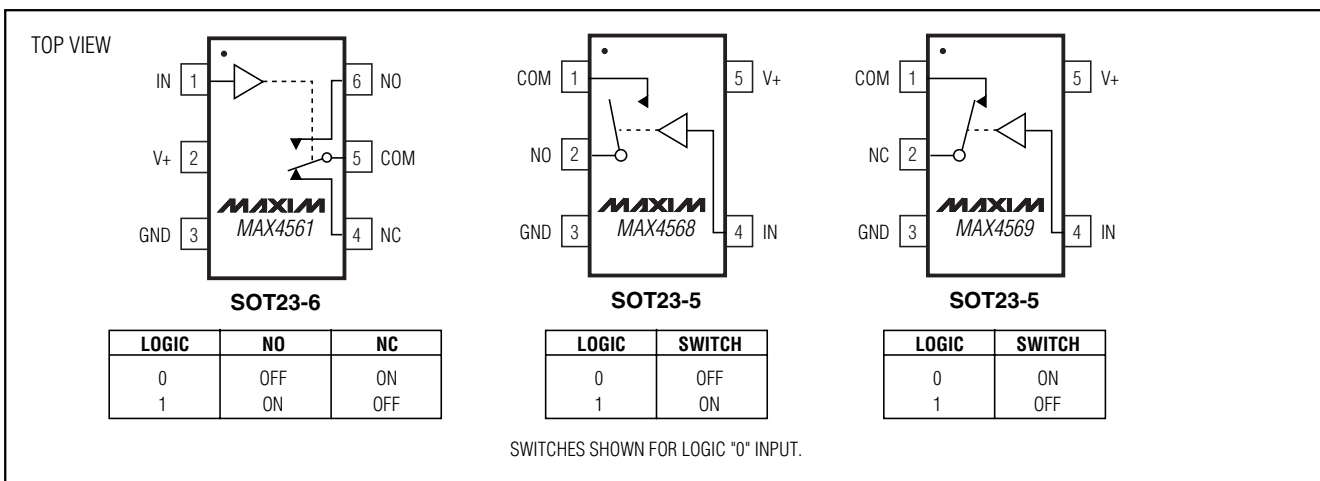 TOP VIEW
IN 1
6 NO
V+ 2
5 COM
GND 3
4 NC
MAXIM
MAX4561
SOT23-6
LOGIC NO NC
0 OFF ON
1 ON OFF
COM 1
5 V+
NO 2
GND 3
4 IN
MAXIM
MAX4568
SOT23-5
LOGIC SWITCH
0 OFF
1 ON
COM 1
5 V+
NC 2
GND 3
4 IN
MAXIM
MAX4569
SOT23-5
LOGIC SWITCH
0 ON
1 OFF
SWITCHES SHOWN FOR LOGIC "0" INPUT.